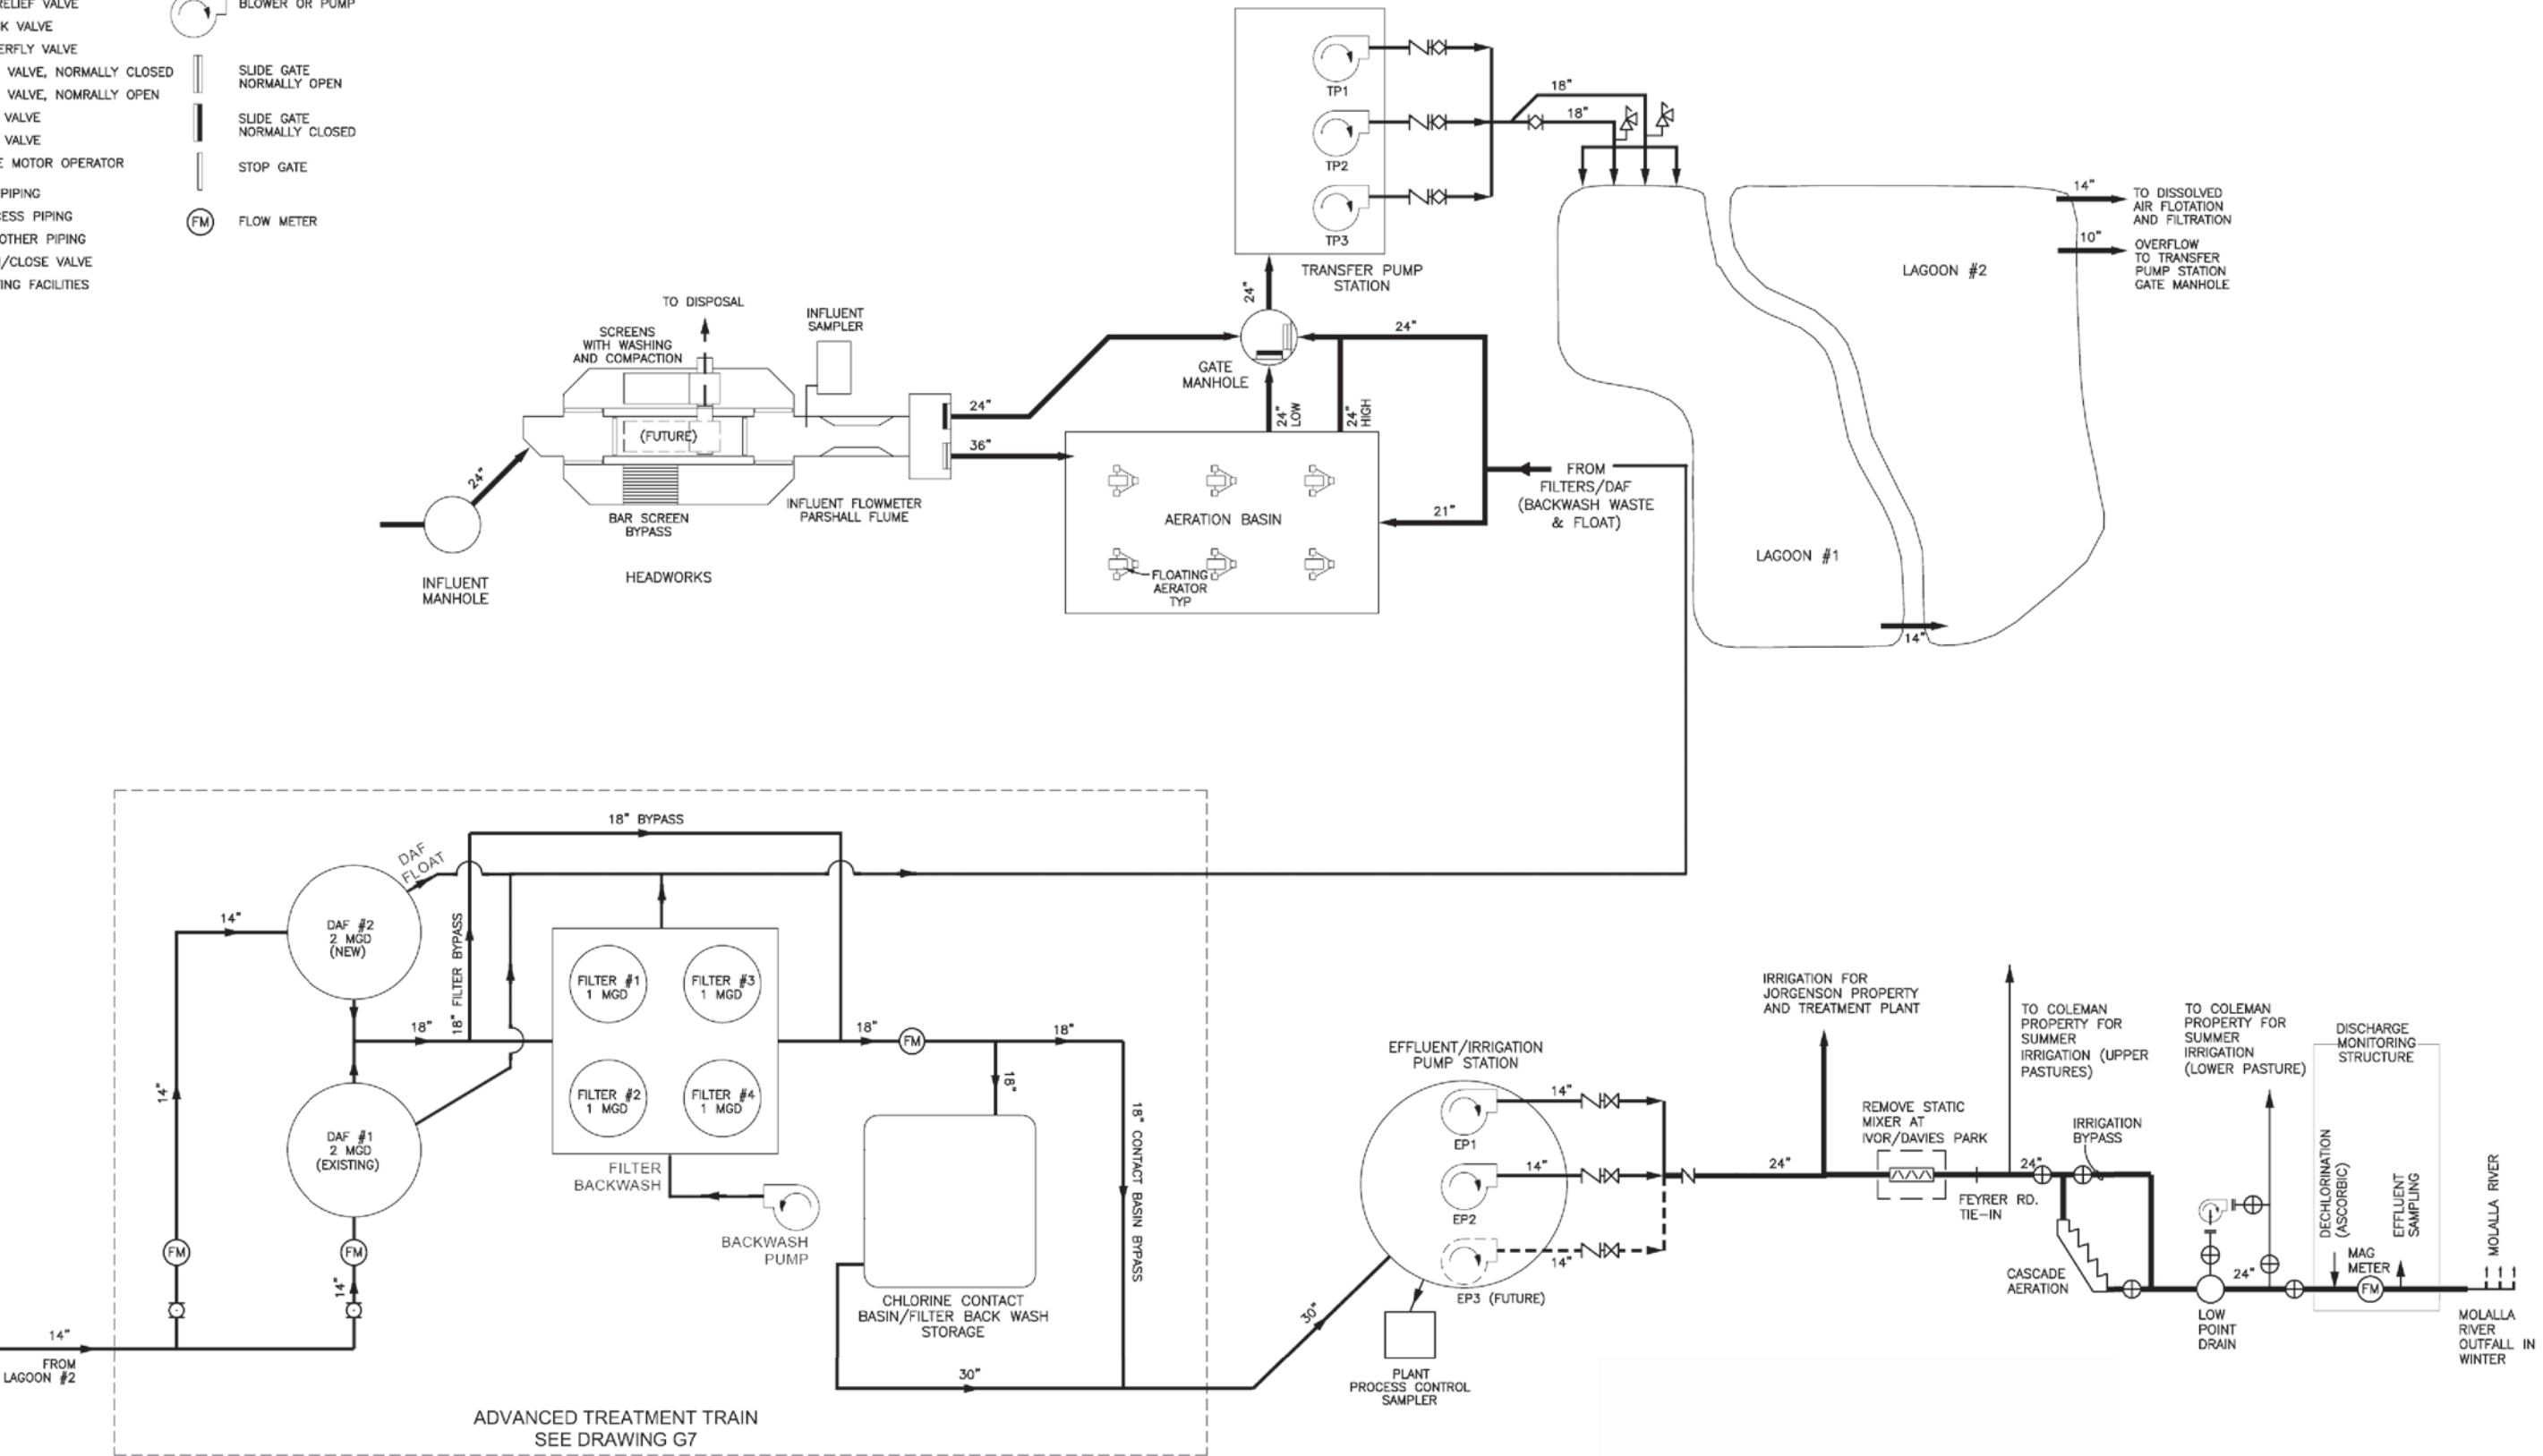 RELIEF VALVE
K VALVE
ERFLY VALVE
VALVE, NORMALLY CLOSED
VALVE, NOMRALLY OPEN
VALVE
VALVE
E MOTOR OPERATOR
PIPING
CESS PIPING
OTHER PIPING
/CLOSE VALVE
ING FACILITIES
BLOWER OR PUMP
SLIDE GATE
NORMALLY OPEN
SLIDE GATE
NORMALLY CLOSED
STOP GATE
FM
FLOW METER
TP1
TP2
TP3
TRANSFER PUMP
STATION
18"
18"
14"
TO DISSOLVED
AIR FLOTATION
AND FILTRATION
10"
OVERFLOW
TO TRANSFER
PUMP STATION
GATE MANHOLE
LAGOON #2
LAGOON #1
14"
TO DISPOSAL
SCREENS
WITH WASHING
AND COMPACTION
INFLUENT
SAMPLER
(FUTURE)
24"
BAR SCREEN
BYPASS
INFLUENT FLOWMETER
PARSHALL FLUME
INFLUENT
MANHOLE
HEADWORKS
24"
36"
24"
GATE
MANHOLE
24"
24"
LOW
24"
HIGH
AERATION BASIN
FLOATING
AERATOR
TYP
21"
FROM
FILTERS/DAF
(BACKWASH WASTE
& FLOAT)
18" BYPASS
DAF
FLOAT
14"
DAF #2
2 MGD
(NEW)
18" FILTER BYPASS
18"
FILTER #1
1 MGD
FILTER #3
1 MGD
FILTER #2
1 MGD
FILTER #4
1 MGD
14"
DAF #1
2 MGD
(EXISTING)
FM
FM
14"
14"
FROM
LAGOON #2
FILTER
BACKWASH
BACKWASH
PUMP
18"
FM
18"
18"
18" CONTACT BASIN BYPASS
CHLORINE CONTACT
BASIN/FILTER BACK WASH
STORAGE
30"
30"
ADVANCED TREATMENT TRAIN
SEE DRAWING G7
EFFLUENT/IRRIGATION
PUMP STATION
EP1
EP2
EP3 (FUTURE)
14"
14"
14"
PLANT
PROCESS CONTROL
SAMPLER
24"
IRRIGATION FOR
JORGENSON PROPERTY
AND TREATMENT PLANT
REMOVE STATIC
MIXER AT
IVOR/DAVIES PARK
FEYRER RD.
TIE-IN
TO COLEMAN
PROPERTY FOR
SUMMER
IRRIGATION (UPPER
PASTURES)
24"
IRRIGATION
BYPASS
CASCADE
AERATION
TO COLEMAN
PROPERTY FOR
SUMMER
IRRIGATION
(LOWER PASTURE)
24"
LOW
POINT
DRAIN
DISCHARGE
MONITORING
STRUCTURE
DECHLORINATION
(ASCORBIC)
MAG
METER
FM
EFFLUENT
SAMPLING
MOLALLA RIVER
MOLALLA
RIVER
OUTFALL IN
WINTER